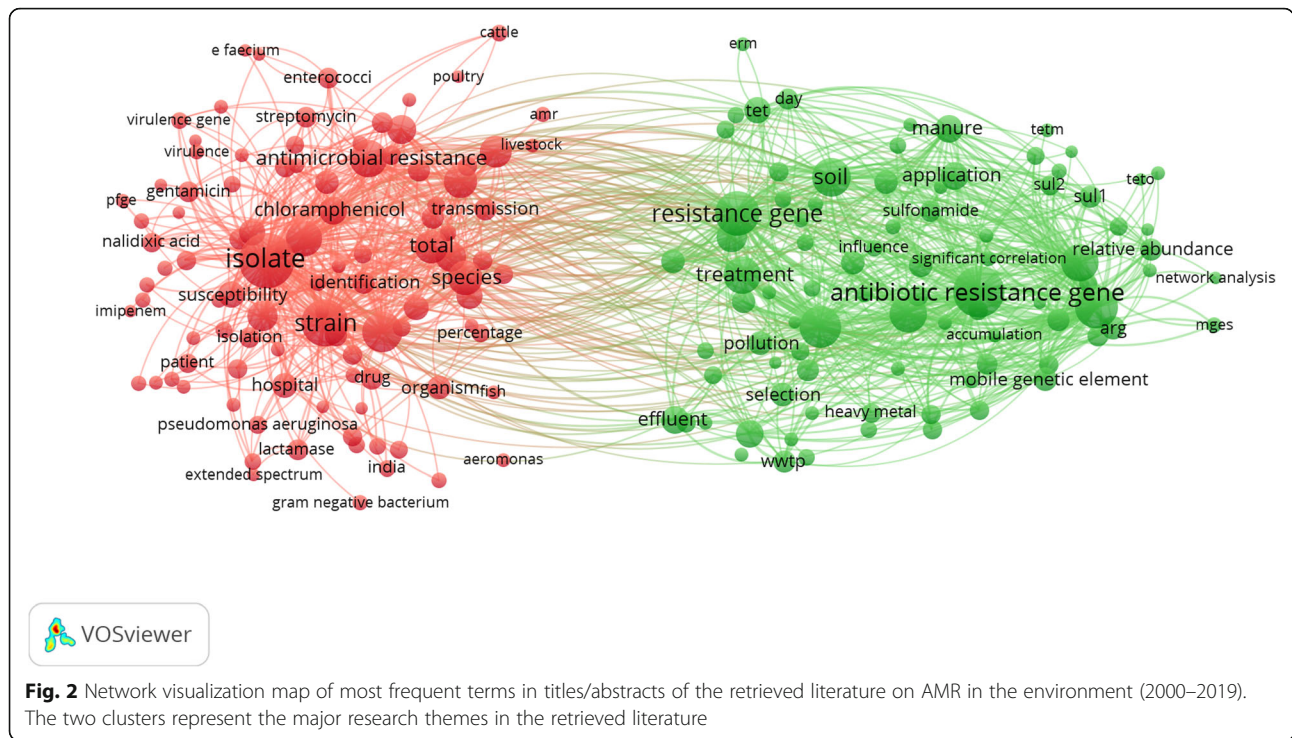 cattle
e faecium
enterococci
poultry
streptomycin
amr
virulence gene
virulence
antimicrobial resistance
livestock
gentamicin
pfge
chloramphenicol
transmission
nalidixic acid
total
isolate
identification
species
susceptibility
imipenem
strain
isolation
percentage
patient
hospital
drug
organism
fish
pseudomonas aeruginosa
lactamase
extended spectrum
india
aeromonas
gram negative bacterium
erm
day
tet
manure
tetm
soil
application
sul2
teto
sul1
resistance gene
sulfonamide
influence
relative abundance
significant correlation
treatment
network analysis
antibiotic resistance gene
accumulation
arg
mges
pollution
mobile genetic element
selection
heavy metal
effluent
wwtp
VOSviewer
Fig. 2 Network visualization map of most frequent terms in titles/abstracts of the retrieved literature on AMR in the environment (2000–2019).
The two clusters represent the major research themes in the retrieved literature